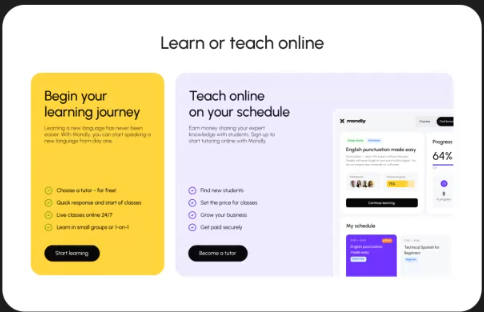 Learn or teach online
Begin your
learning journey
Learning a new language has never been
easier. With Mondly, you can start speaking a
new language from day one.
Choose a tutor - for free!
Quick response and start of classes
Live classes online 24/7
Learn in small groups or 1-on-1
Start learning
Teach online
on your schedule
Earn money sharing your expert
knowledge with students. Sign up to
start tutoring online with Mondly.
Find new students
Set the price for classes
Grow your business
Get paid securely
Become a tutor
mondly
English punctuation made easy
Continue learning
Progress
64%
My schedule
English punctuation
made easy
Technical Spanish for
Beginners